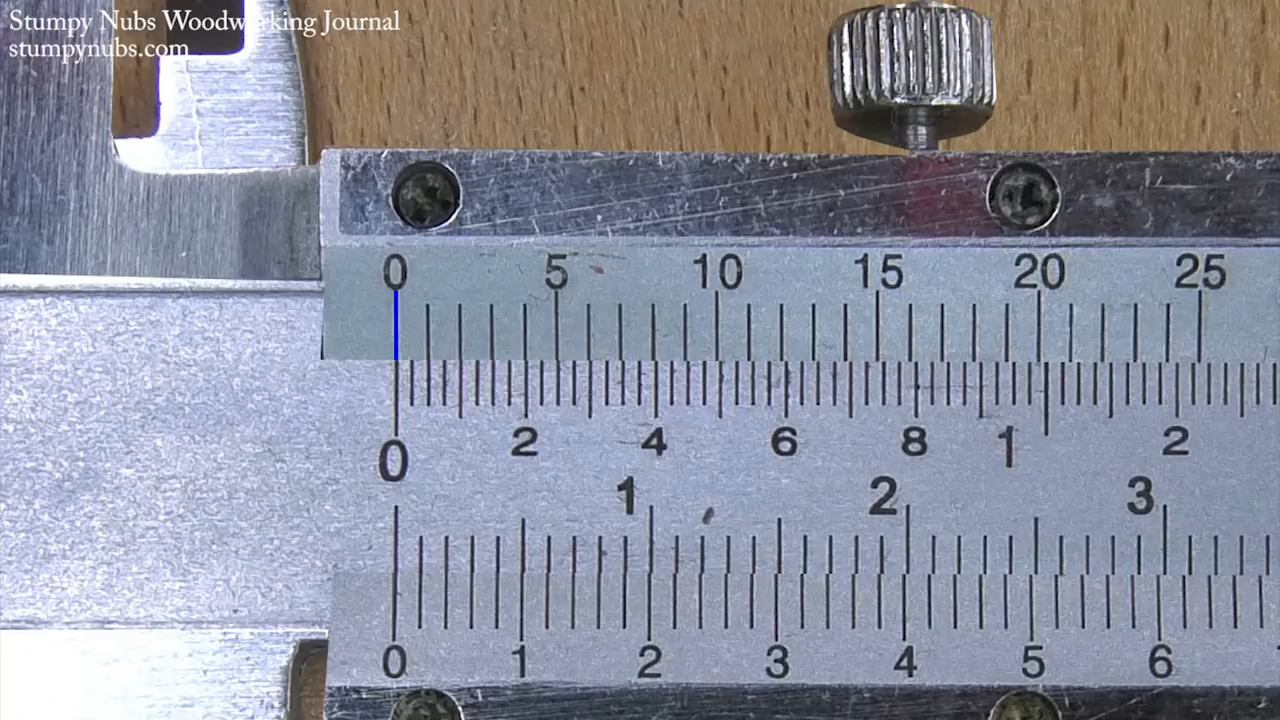 Stumpy Nubs Woodworking Journal
stumpynubs.com
0 5 10 15 20 25
0 2 4 6 8 1 2
1 2 3
0 1 2 3 4 5 6